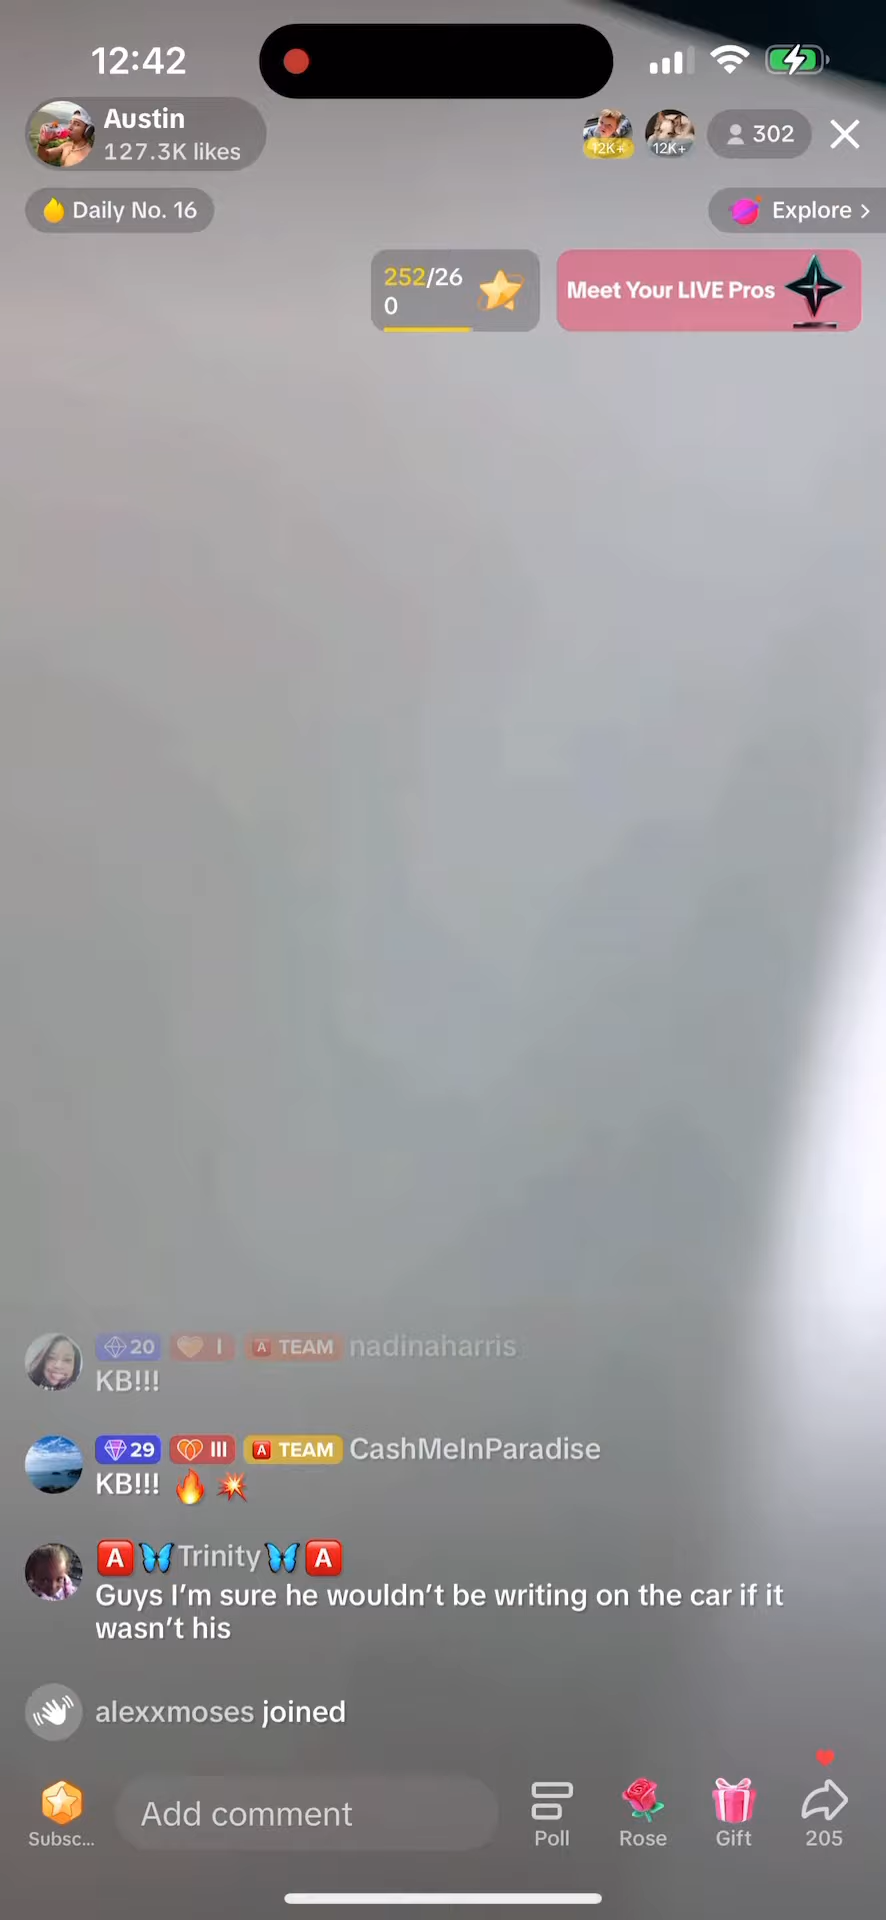 12:42
Austin
127.3K likes
12K+
12K+
302
Daily No. 16
Explore >
252/26
0
Meet Your LIVE Pros
20 I A TEAM nadinaharris
KB!!!
29 III A TEAM CashMeInParadise
KB!!! 🔥 💥
🅰️🦋Trinity🦋🅰️
Guys I’m sure he wouldn’t be writing on the car if it
wasn’t his
alexxmoses joined
Subsc...
Add comment
Poll
Rose
Gift
205